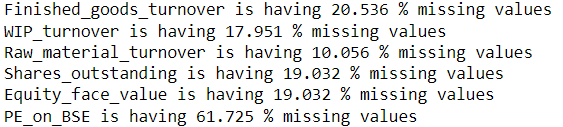 Finished_goods_turnover is having 20.536 % missing values
WIP_turnover is having 17.951 % missing values
Raw_material_turnover is having 10.056 % missing values
Shares_outstanding is having 19.032 % missing values
Equity_face_value is having 19.032 % missing values
PE_on_BSE is having 61.725 % missing values